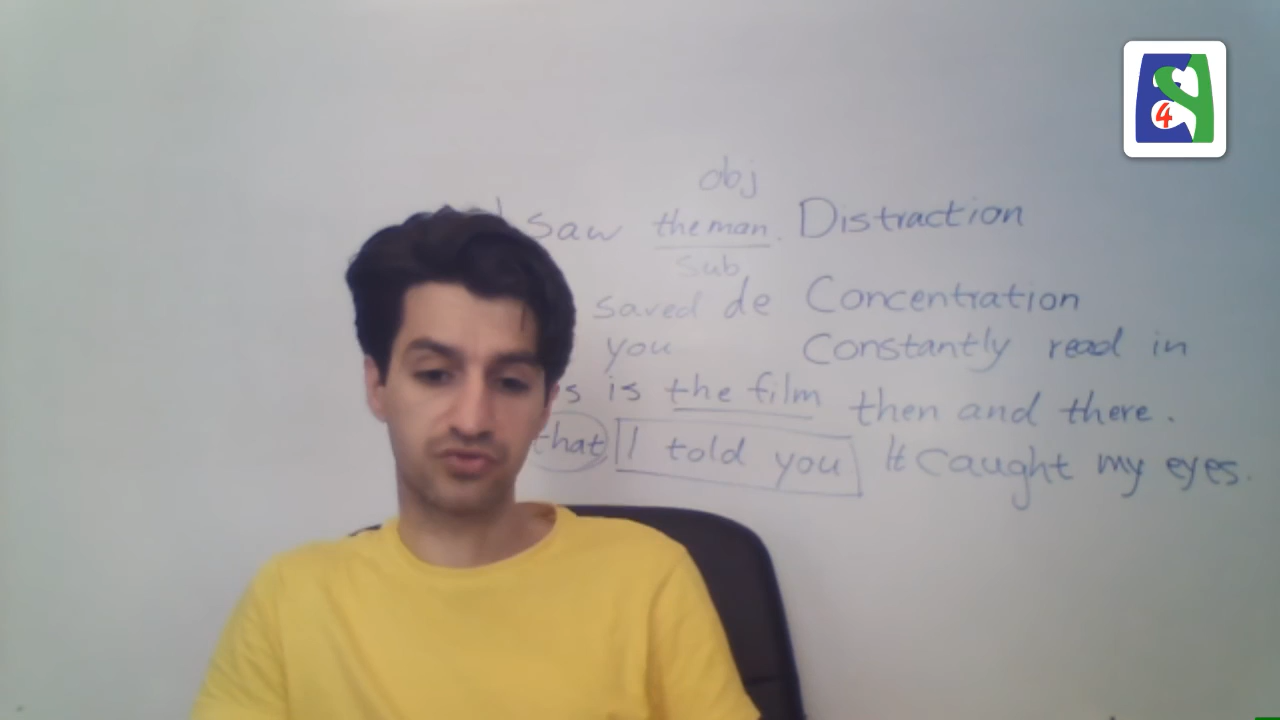 obj
saw the man. Distraction
sub
saved de Concentration
you Constantly read in
s is the film then and there.
that I told you It caught my eyes.
4